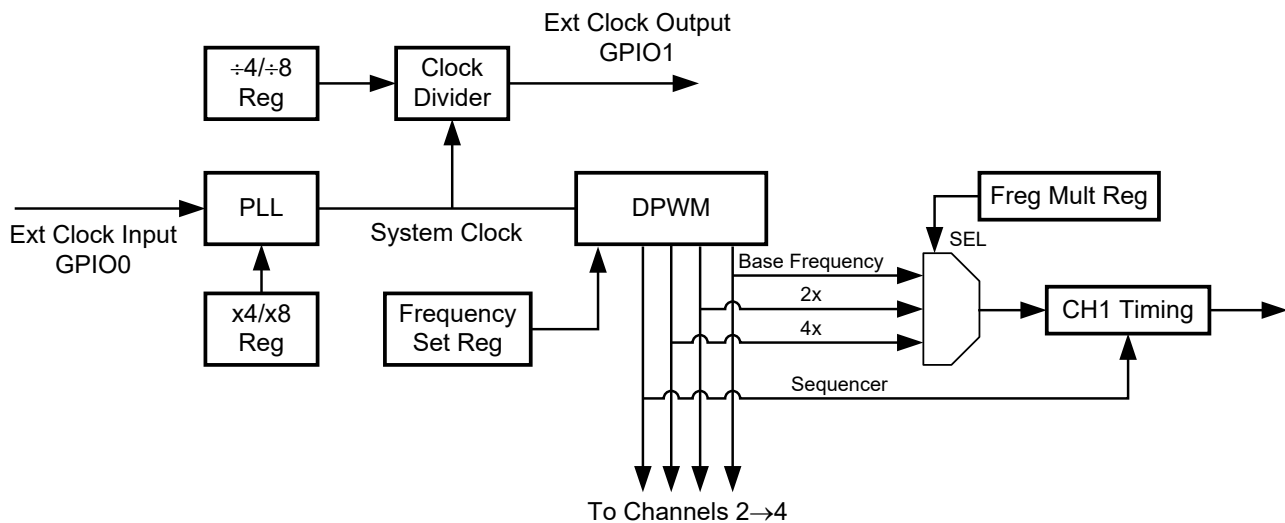 Ext Clock Output
GPIO1
÷4/÷8
Reg
Clock
Divider
PLL
System Clock
DPWM
Freg Mult Reg
Ext Clock Input
GPIO0
SEL
Base Frequency
x4/x8
Reg
Frequency
Set Reg
2x
4x
CH1 Timing
Sequencer
To Channels 2→4